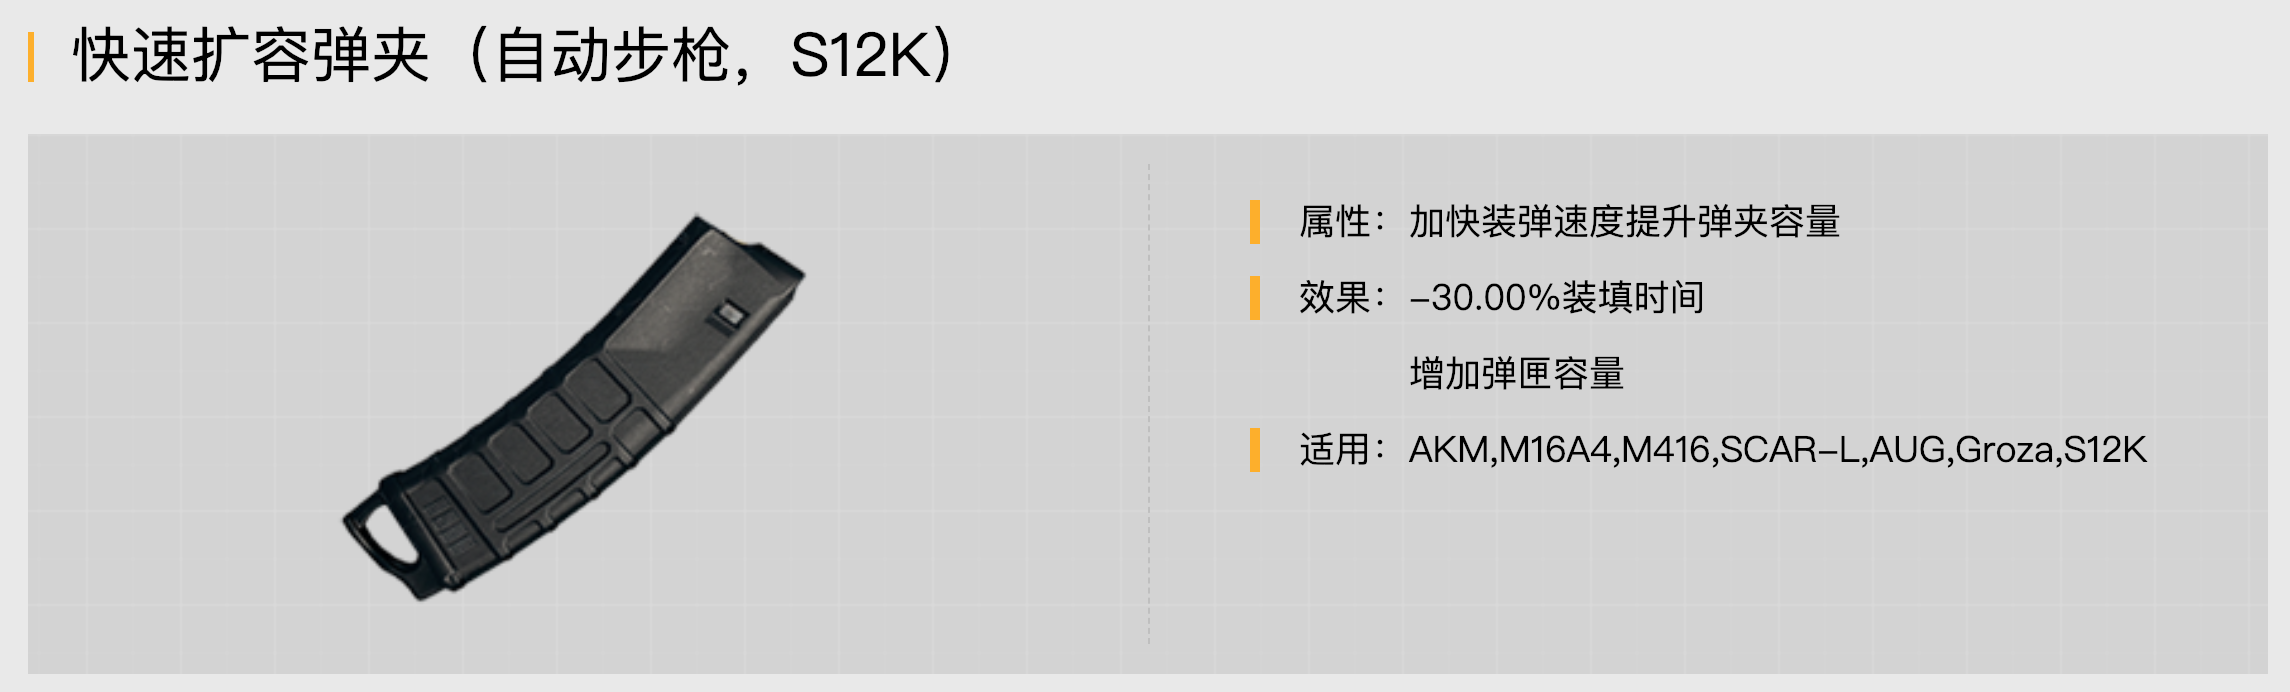 快速扩容弹夹（自动步枪，S12K）
属性：加快装弹速度提升弹夹容量
效果：-30.00%装填时间
增加弹匣容量
适用：AKM,M16A4,M416,SCAR-L,AUG,Groza,S12K